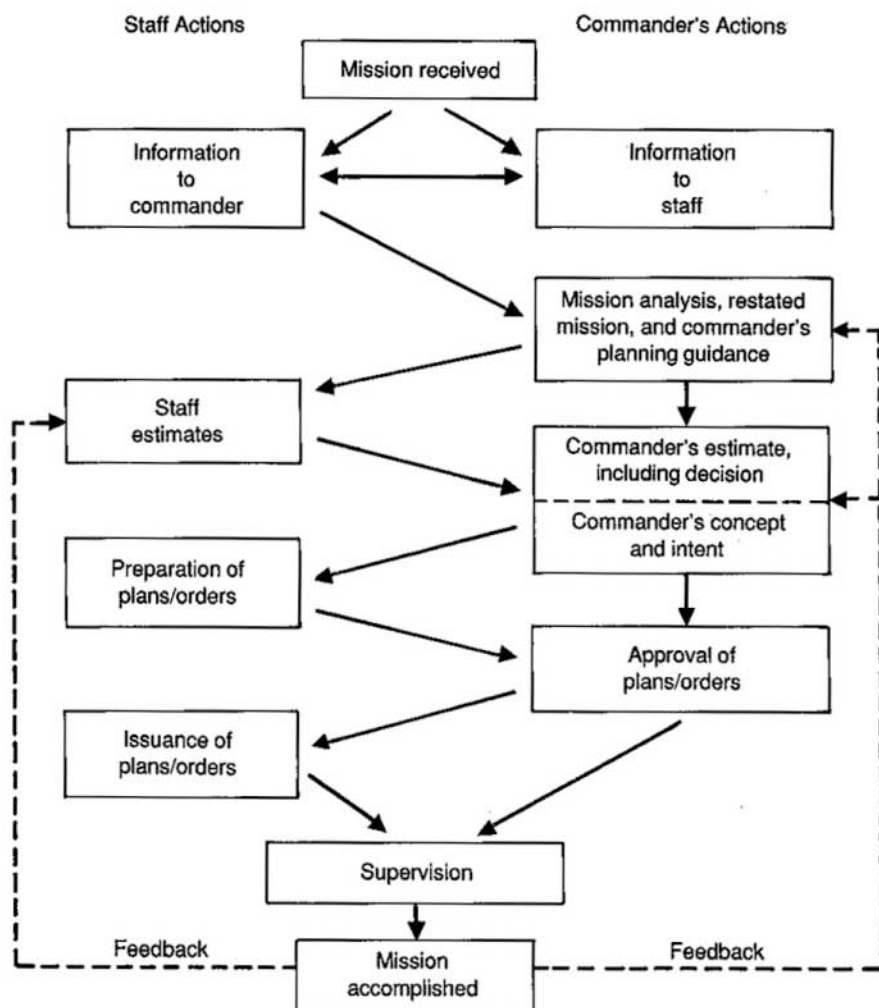 Staff Actions
Commander's Actions
Mission received
Information
to
commander
Information
to
staff
Mission analysis, restated
mission, and commander's
planning guidance
Staff
estimates
Commander's estimate,
including decision
Commander's concept
and intent
Preparation of
plans/orders
Approval of
plans/orders
Issuance of
plans/orders
Supervision
Feedback
Mission
accomplished
Feedback